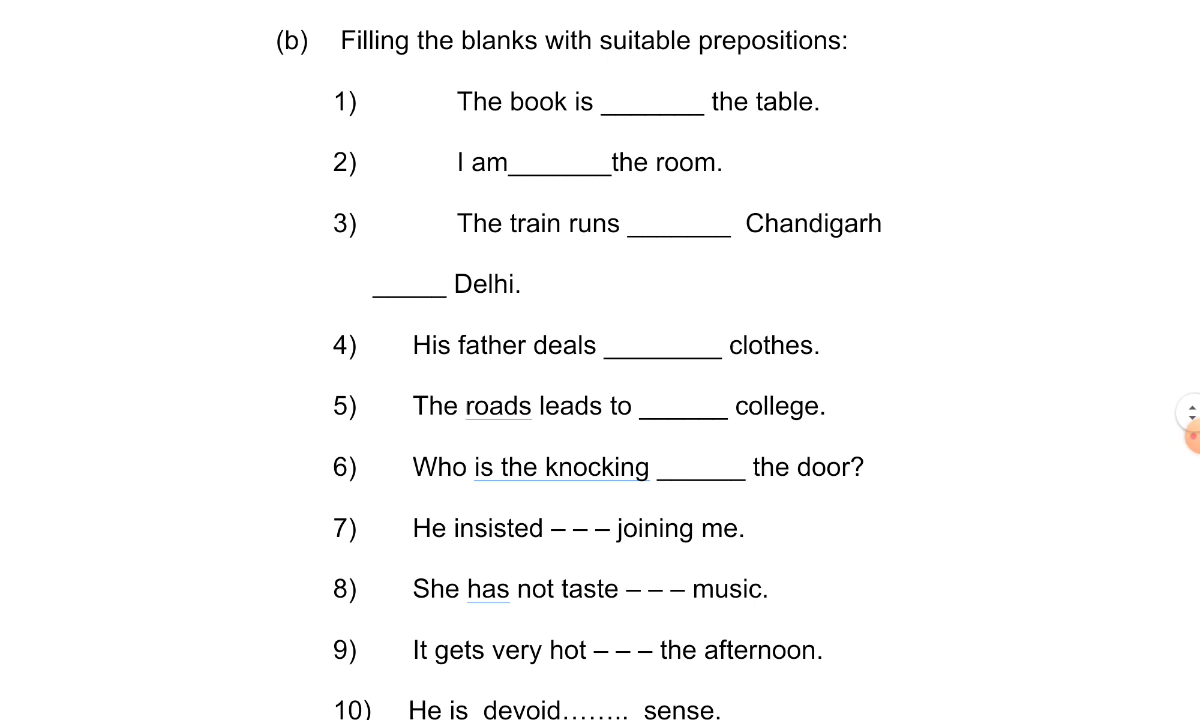 (b) Filling the blanks with suitable prepositions:
1) The book is _______ the table.
2) I am_______the room.
3) The train runs _______ Chandigarh
_____ Delhi.
4) His father deals ________ clothes.
5) The roads leads to ______ college.
6) Who is the knocking ______ the door?
7) He insisted – – – joining me.
8) She has not taste – – – music.
9) It gets very hot – – – the afternoon.
10) He is devoid…….. sense.